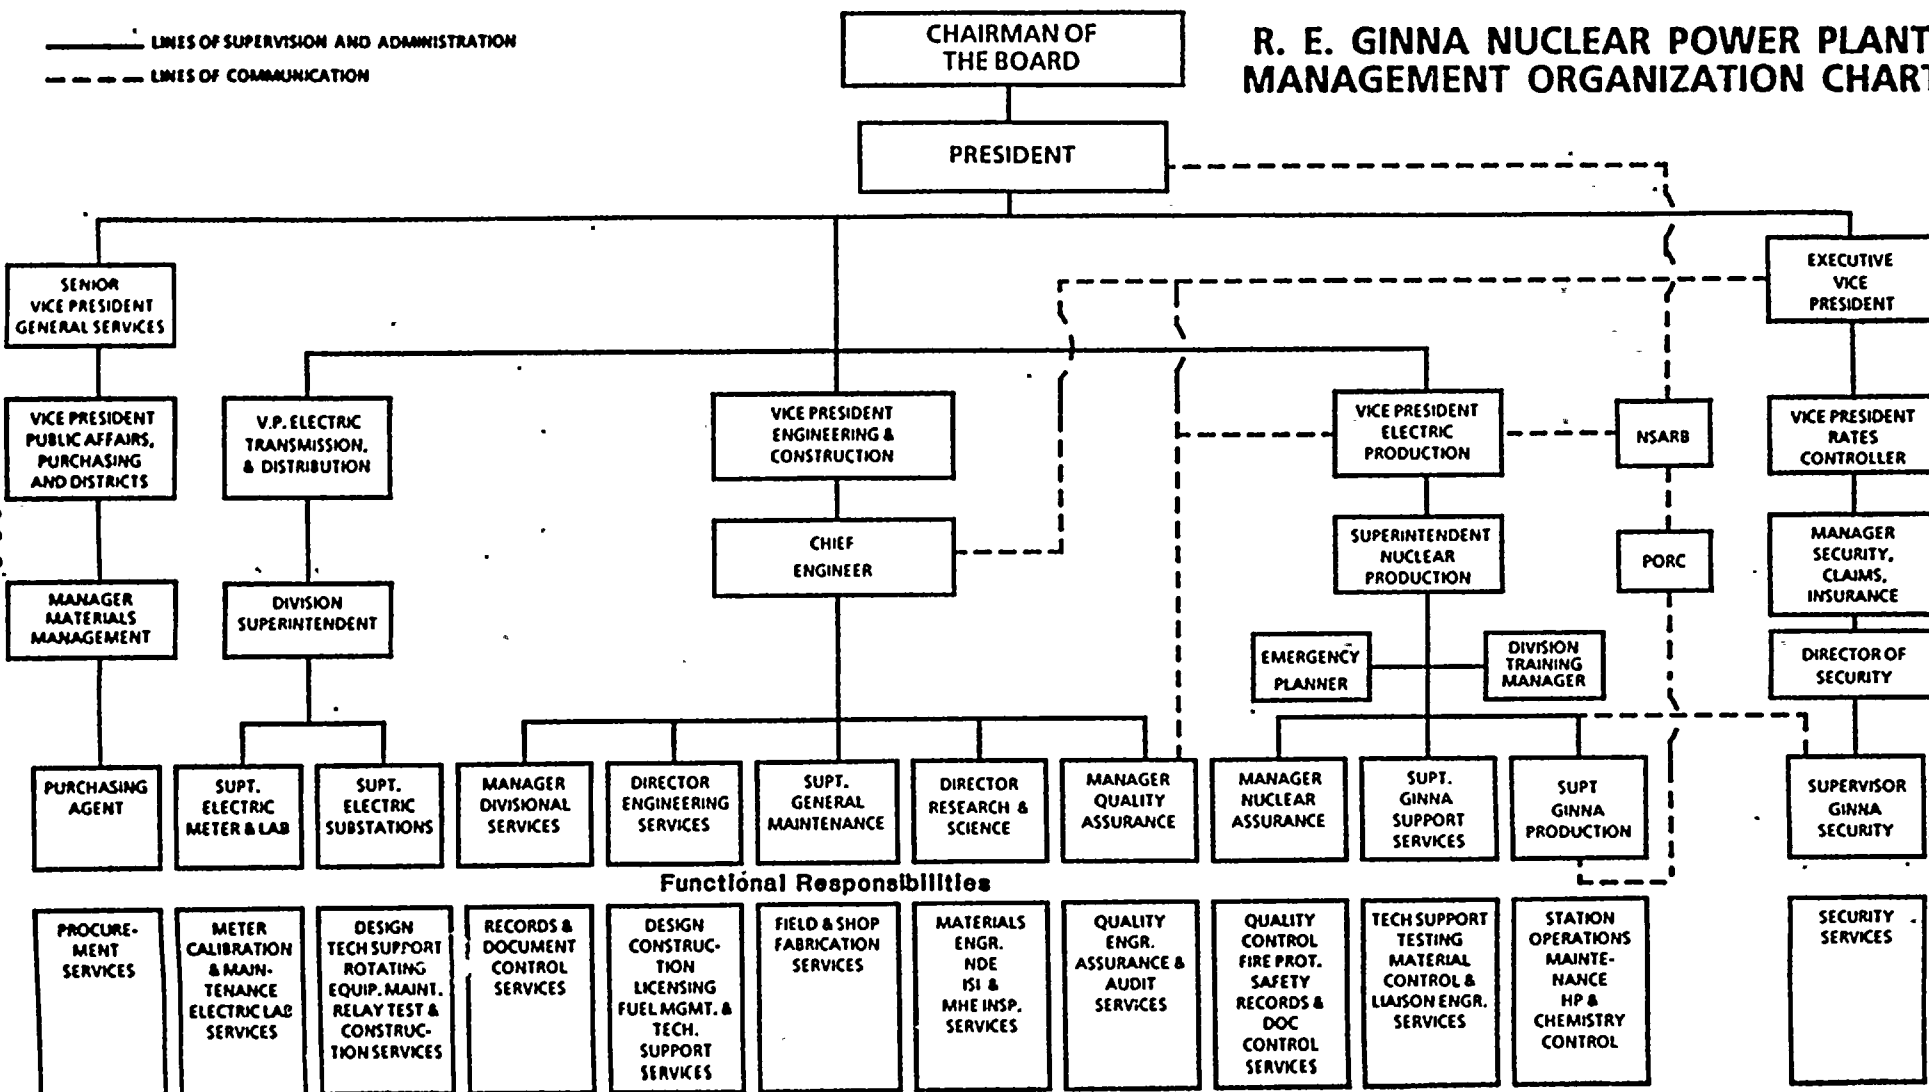 LINES OF SUPERVISION AND ADMINISTRATION
LINES OF COMMUNICATION
R. E. GINNA NUCLEAR POWER PLANT
MANAGEMENT ORGANIZATION CHART
CHAIRMAN OF
THE BOARD
PRESIDENT
SENIOR
VICE PRESIDENT
GENERAL SERVICES
EXECUTIVE
VICE
PRESIDENT
VICE PRESIDENT
PUBLIC AFFAIRS,
PURCHASING
AND DISTRICTS
V.P. ELECTRIC
TRANSMISSION,
& DISTRIBUTION
VICE PRESIDENT
ENGINEERING &
CONSTRUCTION
VICE PRESIDENT
ELECTRIC
PRODUCTION
NSARB
VICE PRESIDENT
RATES
CONTROLLER
CHIEF
ENGINEER
SUPERINTENDENT
NUCLEAR
PRODUCTION
PORC
MANAGER
SECURITY,
CLAIMS,
INSURANCE
MANAGER
MATERIALS
MANAGEMENT
DIVISION
SUPERINTENDENT
EMERGENCY
PLANNER
DIVISION
TRAINING
MANAGER
DIRECTOR OF
SECURITY
PURCHASING
AGENT
SUPT.
ELECTRIC
METER & LAB
SUPT.
ELECTRIC
SUBSTATIONS
MANAGER
DIVISIONAL
SERVICES
DIRECTOR
ENGINEERING
SERVICES
SUPT.
GENERAL
MAINTENANCE
DIRECTOR
RESEARCH &
SCIENCE
MANAGER
QUALITY
ASSURANCE
MANAGER
NUCLEAR
ASSURANCE
SUPT.
GINNA
SUPPORT
SERVICES
SUPT
GINNA
PRODUCTION
SUPERVISOR
GINNA
SECURITY
Functional Responsibilities
PROCURE-
MENT
SERVICES
METER
CALIBRATION
& MAIN-
TENANCE
ELECTRIC LAB
SERVICES
DESIGN
TECH SUPPORT
ROTATING
EQUIP. MAINT.
RELAY TEST &
CONSTRUC-
TION SERVICES
RECORDS &
DOCUMENT
CONTROL
SERVICES
DESIGN
CONSTRUC-
TION
LICENSING
FUEL MGMT. &
TECH.
SUPPORT
SERVICES
FIELD & SHOP
FABRICATION
SERVICES
MATERIALS
ENGR.
NDE
ISI &
MHE INSP.
SERVICES
QUALITY
ENGR.
ASSURANCE &
AUDIT
SERVICES
QUALITY
CONTROL
FIRE PROT.
SAFETY
RECORDS &
DOC
CONTROL
SERVICES
TECH SUPPORT
TESTING
MATERIAL
CONTROL &
LIAISON ENGR.
SERVICES
STATION
OPERATIONS
MAINTE-
NANCE
HP &
CHEMISTRY
CONTROL
SECURITY
SERVICES